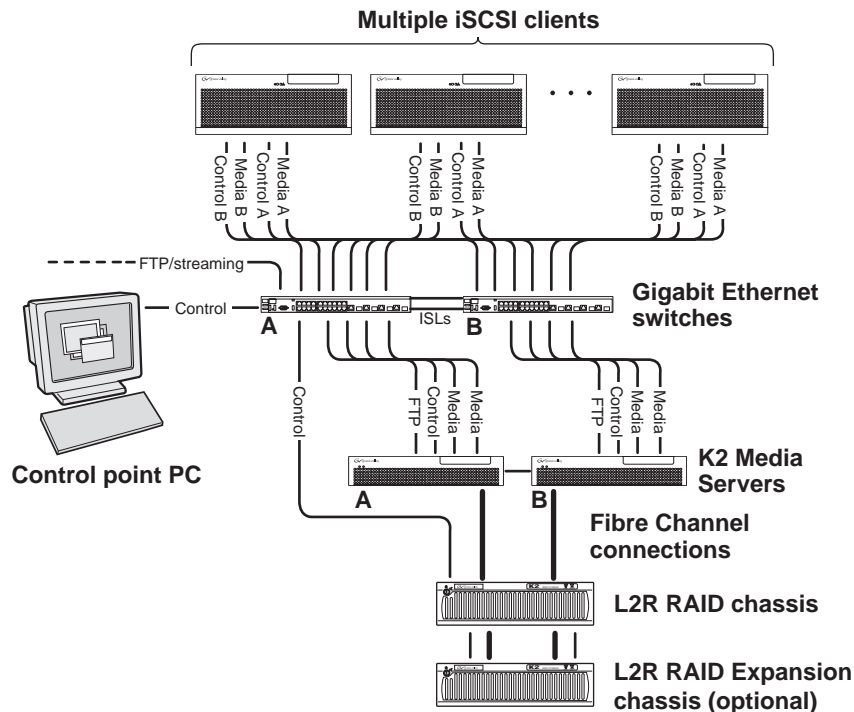 Multiple iSCSI clients
Control B
Media B
Control A
Media A
Control B
Media B
Control A
Media A
Control B
Media B
Control A
Media A
FTP/streaming
Control
A
ISLs
B
Gigabit Ethernet
switches
Control
FTP
Control
Media
Media
FTP
Control
Media
Media
Control point PC
A
B
K2 Media
Servers
Fibre Channel
connections
K2
L2R RAID chassis
K2
L2R RAID Expansion
chassis (optional)